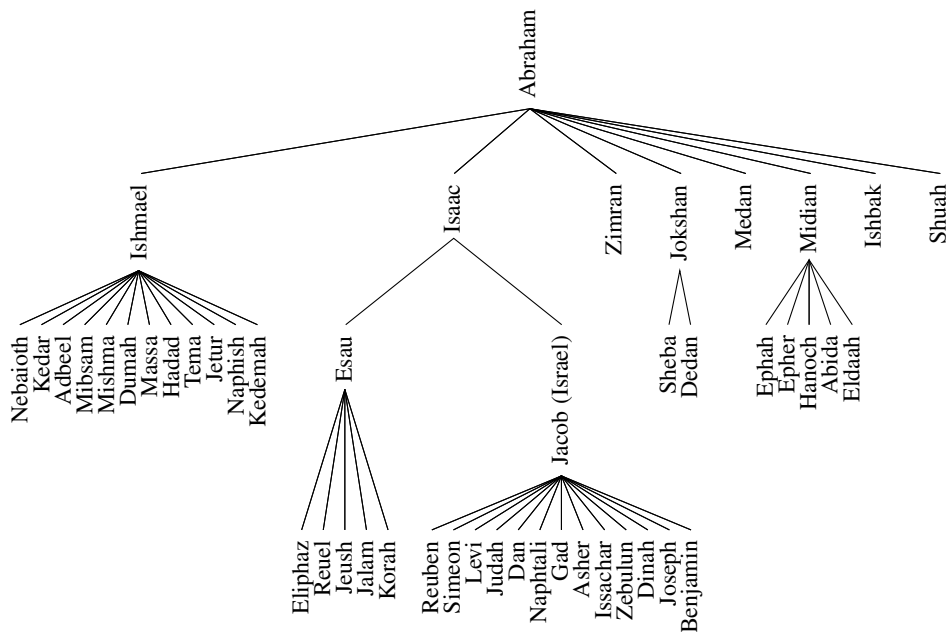 Abraham
Ishmael
Isaac
Zimran
Jokshan
Medan
Midian
Ishbak
Shuah
Nebaioth
Kedar
Adbeel
Mibsam
Mishma
Dumah
Massa
Hadad
Tema
Jetur
Naphish
Kedemah
Esau
Jacob (Israel)
Sheba
Dedan
Ephah
Epher
Hanoch
Abida
Eldaah
Eliphaz
Reuel
Jeush
Jalam
Korah
Reuben
Simeon
Levi
Judah
Dan
Naphtali
Gad
Asher
Issachar
Zebulun
Dinah
Joseph
Benjamin